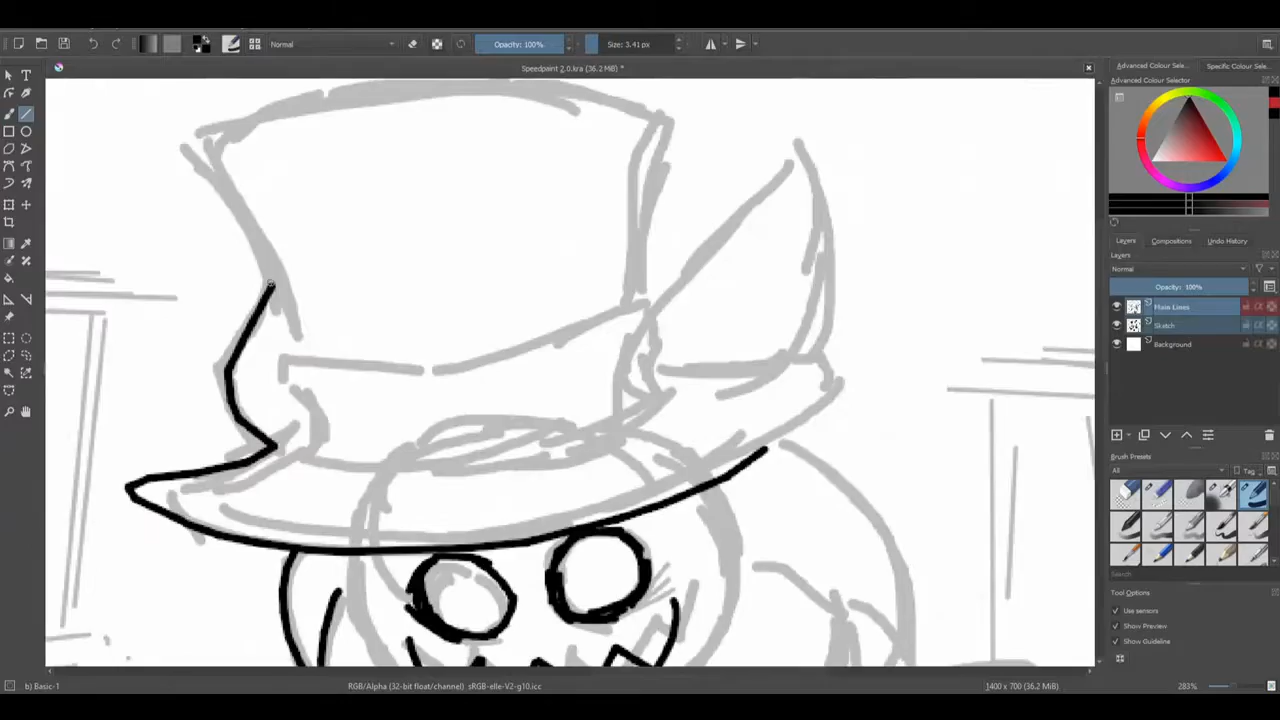 Normal
Opacity: 100%
Size: 3.41 px
Speedpaint 2.0.kra (36.2 MiB) *
Advanced Colour Sele...
Specific Colour Sele...
Advanced Colour Selector
Layers
Compositions
Undo History
Layers
Normal
Opacity: 100%
Main Lines
Sketch
Background
Brush Presets
All
Tag
Search
Tool Options
Use sensors
Show Preview
Show Guideline
b) Basic-1
RGB/Alpha (32-bit float/channel) sRGB-elle-V2-g10.icc
1400 x 700 (36.2 MiB)
283%